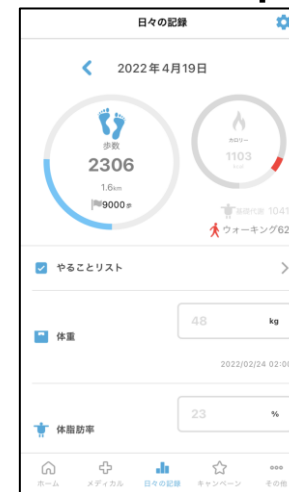 日々の記録
2022年4月19日
歩数
2306
1.6km
9000歩
カロリー
1103
kcal
基礎代謝 1041
ウォーキング62
やることリスト
体重
48
kg
2022/02/24 02:00
体脂肪率
23
%
ホーム
メディカル
日々の記録
キャンペーン
その他